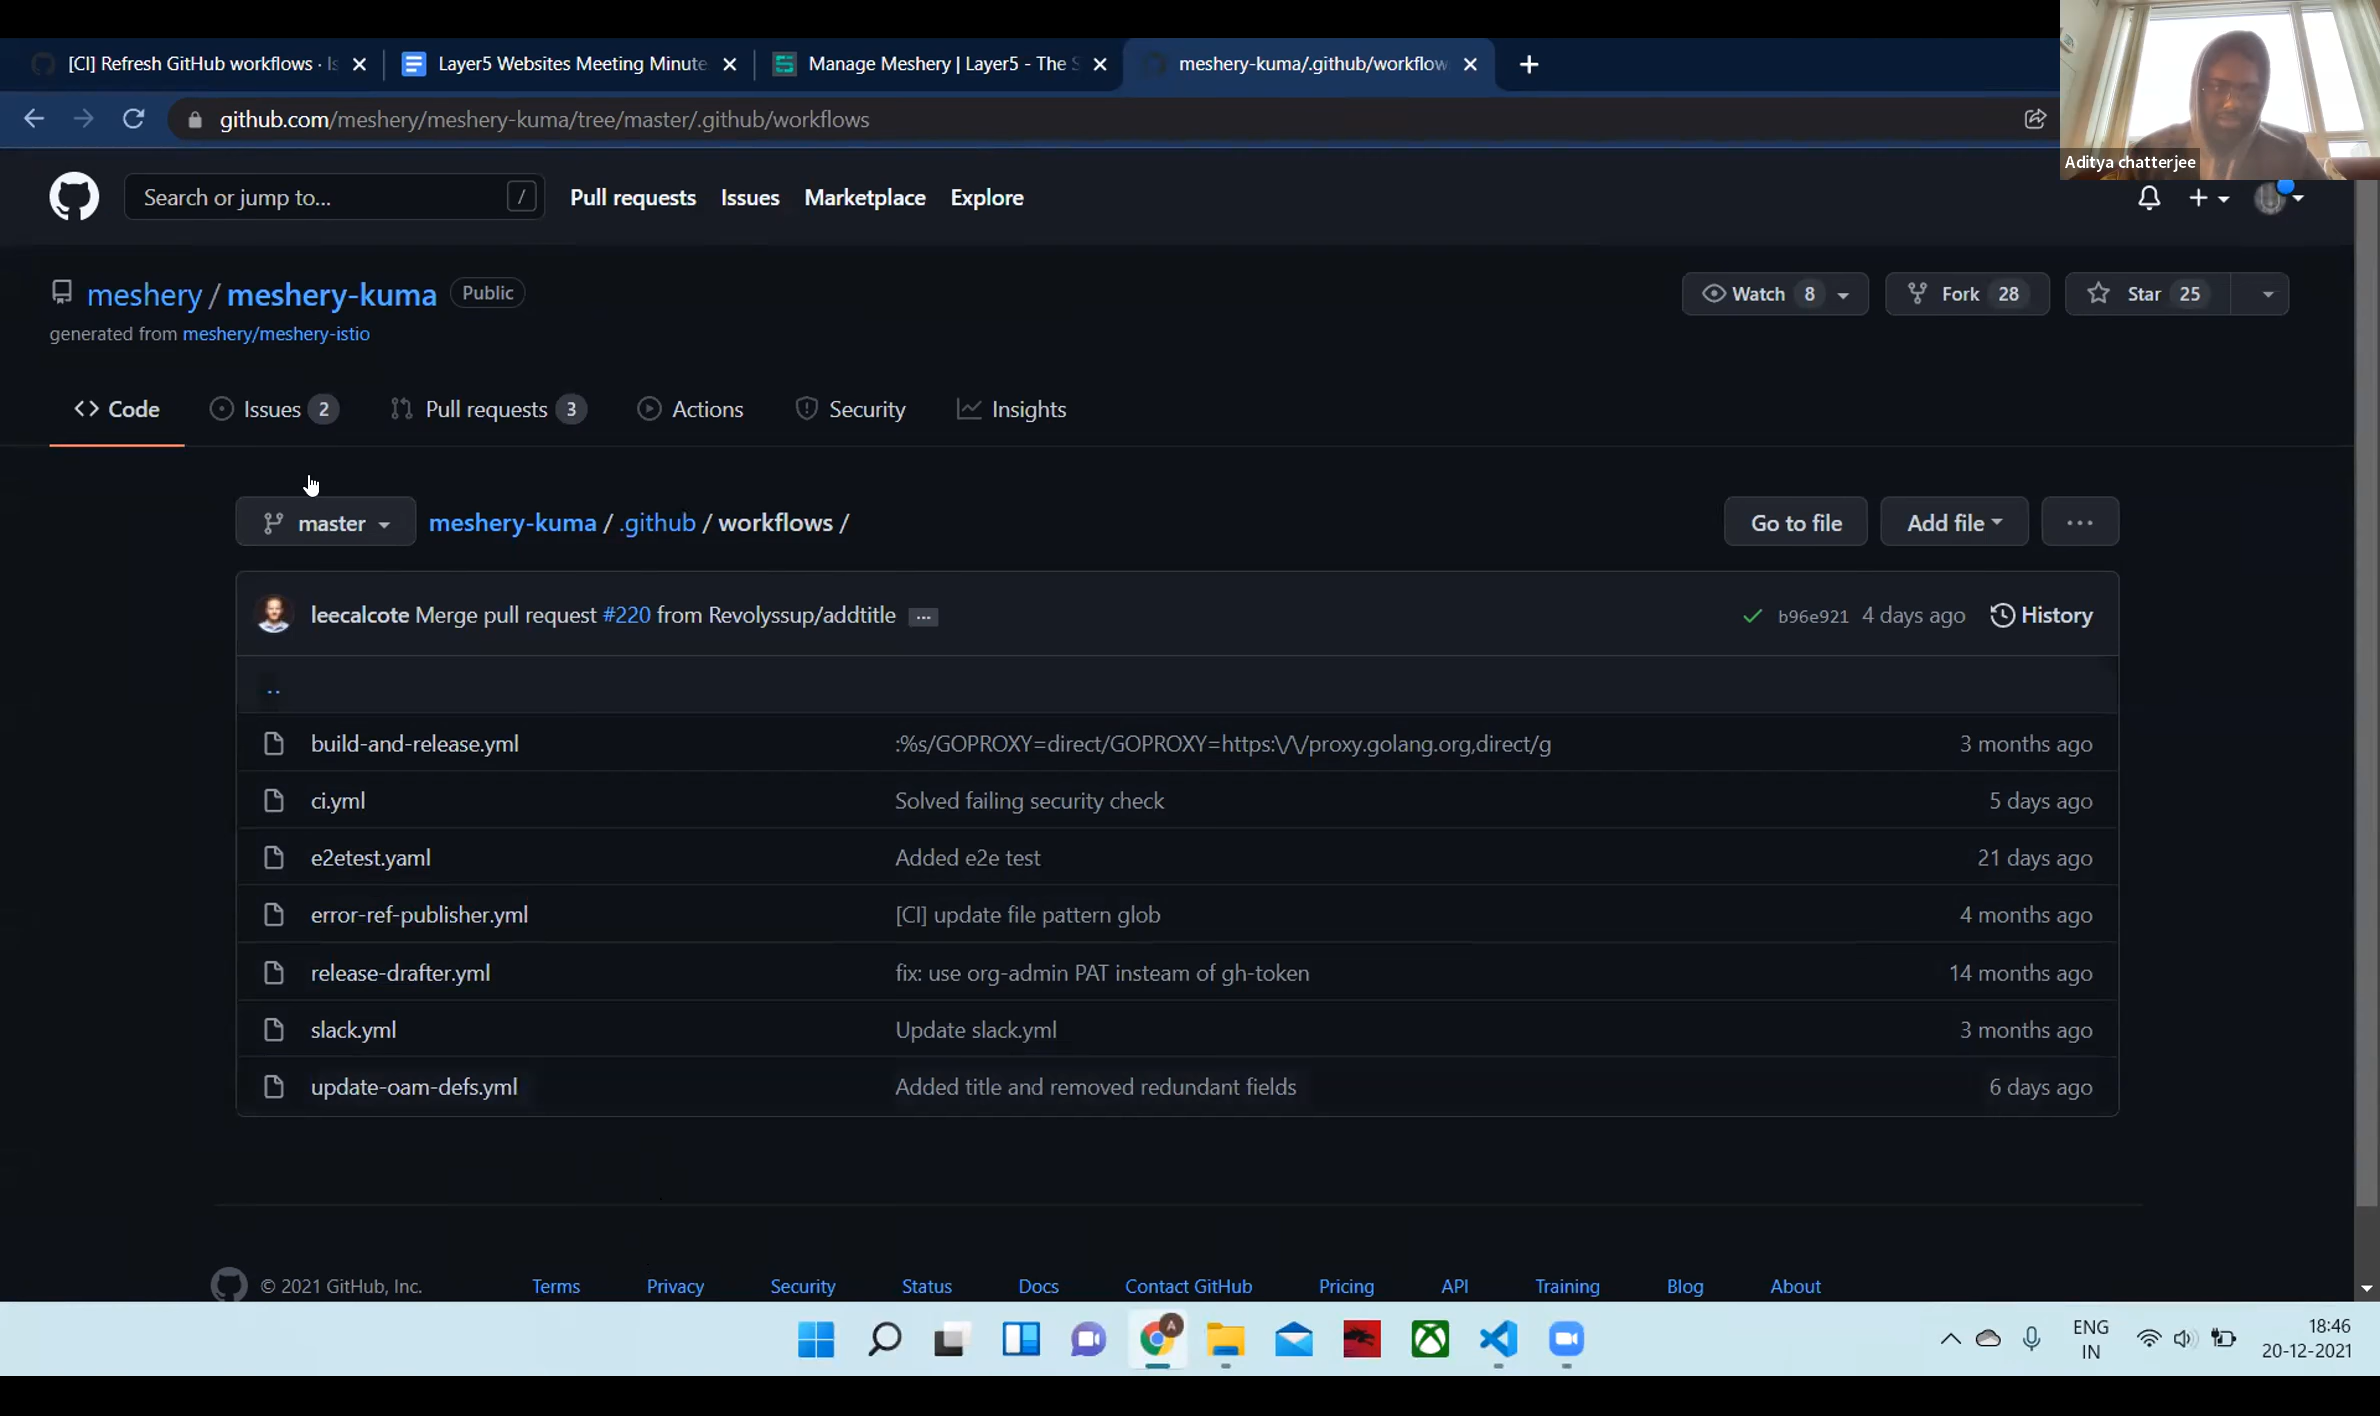 [CI] Refresh GitHub workflows · Is
Layer5 Websites Meeting Minute
Manage Meshery | Layer5 - The S
meshery-kuma/.github/workflow
github.com/meshery/meshery-kuma/tree/master/.github/workflows
Aditya chatterjee
Search or jump to...
/
Pull requests
Issues
Marketplace
Explore
meshery / meshery-kuma
Public
Watch 8
Fork 28
Star 25
generated from meshery/meshery-istio
Code
Issues 2
Pull requests 3
Actions
Security
Insights
master
meshery-kuma / .github / workflows /
Go to file
Add file
...
leecalcote Merge pull request #220 from Revolyssup/addtitle ...
b96e921 4 days ago
History
..
build-and-release.yml
:%s/GOPROXY=direct/GOPROXY=https:\/\/proxy.golang.org,direct/g
3 months ago
ci.yml
Solved failing security check
5 days ago
e2etest.yaml
Added e2e test
21 days ago
error-ref-publisher.yml
[CI] update file pattern glob
4 months ago
release-drafter.yml
fix: use org-admin PAT insteam of gh-token
14 months ago
slack.yml
Update slack.yml
3 months ago
update-oam-defs.yml
Added title and removed redundant fields
6 days ago
© 2021 GitHub, Inc.
Terms
Privacy
Security
Status
Docs
Contact GitHub
Pricing
API
Training
Blog
About
A
ENG
IN
18:46
20-12-2021